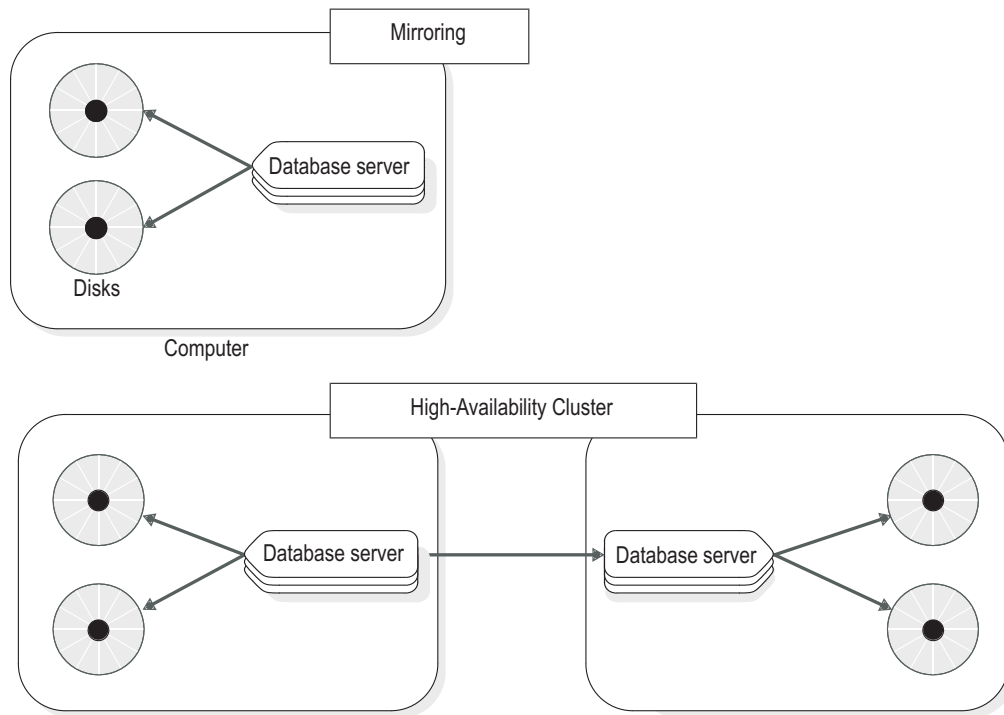 Mirroring
Database server
Disks
Computer
High-Availability Cluster
Database server
Database server